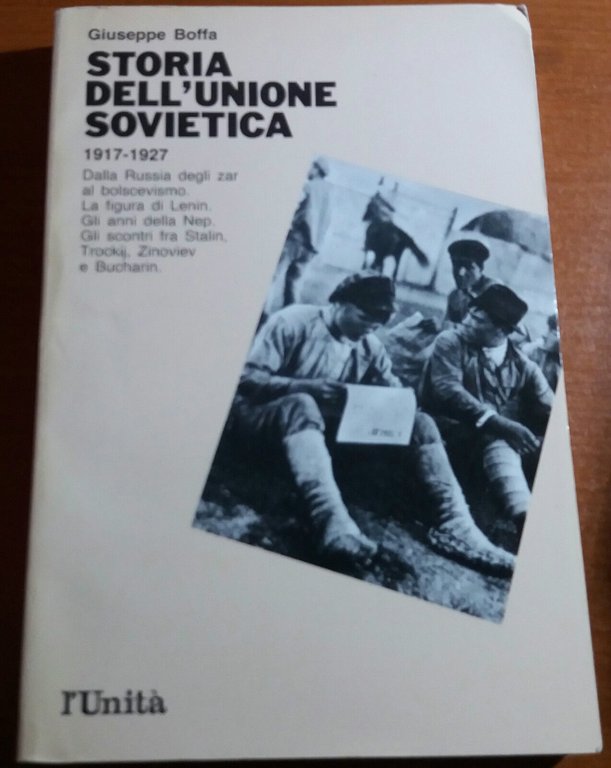 Giuseppe Boffa
STORIA
DELL'UNIONE
SOVIETICA
1917-1927
Dalla Russia degli zar
al bolscevismo.
La figura di Lenin.
Gli anni della Nep.
Gli scontri fra Stalin,
Trockij, Zinoviev
e Bucharin.
l'Unità